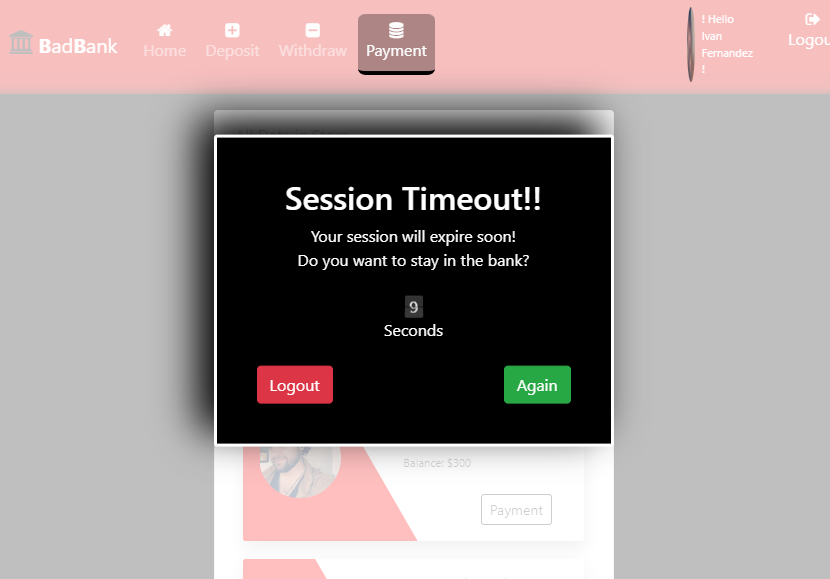 BadBank
Home
Deposit
Withdraw
Payment
! Hello
Ivan
Fernandez
!
Logou
Session Timeout!!
Your session will expire soon!
Do you want to stay in the bank?
9
Seconds
Logout
Again
Balance: $300
Payment